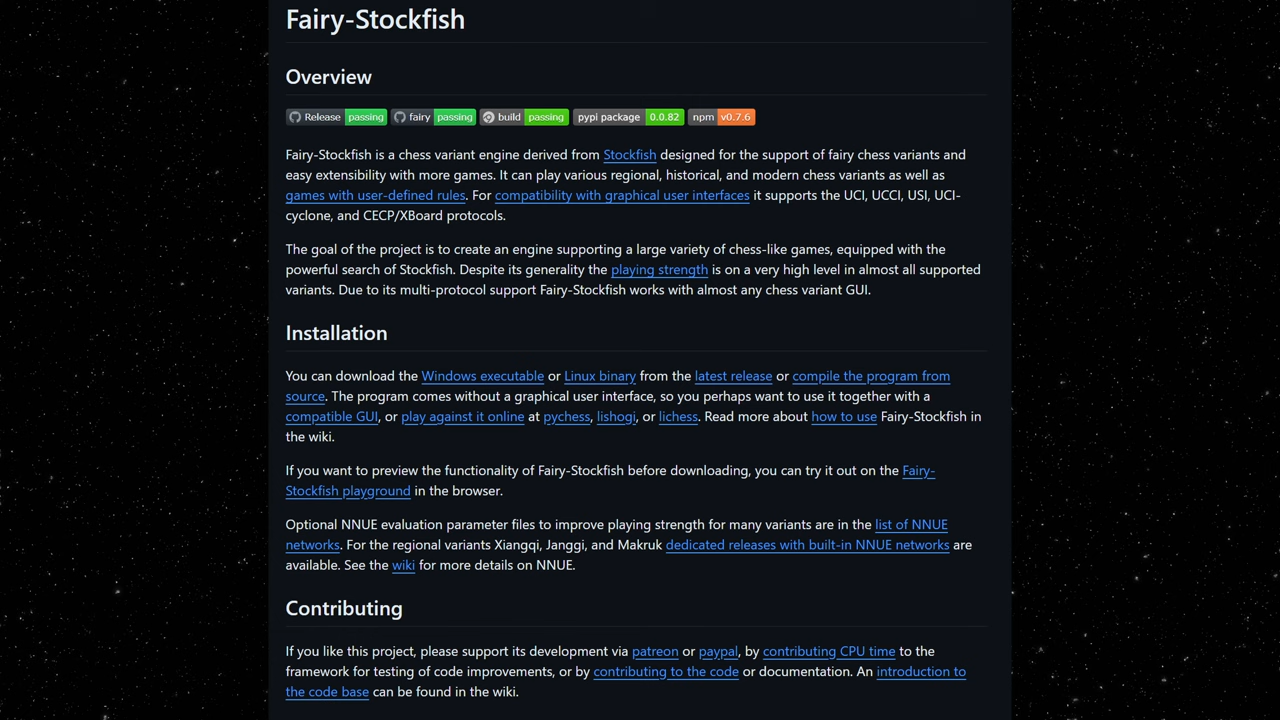 Fairy-Stockfish
Overview
Release passing fairy passing build passing pypi package 0.0.82 npm v0.7.6
Fairy-Stockfish is a chess variant engine derived from Stockfish designed for the support of fairy chess variants and
easy extensibility with more games. It can play various regional, historical, and modern chess variants as well as
games with user-defined rules. For compatibility with graphical user interfaces it supports the UCI, UCCI, USI, UCI-
cyclone, and CECP/XBoard protocols.
The goal of the project is to create an engine supporting a large variety of chess-like games, equipped with the
powerful search of Stockfish. Despite its generality the playing strength is on a very high level in almost all supported
variants. Due to its multi-protocol support Fairy-Stockfish works with almost any chess variant GUI.
Installation
You can download the Windows executable or Linux binary from the latest release or compile the program from
source. The program comes without a graphical user interface, so you perhaps want to use it together with a
compatible GUI, or play against it online at pychess, lishogi, or lichess. Read more about how to use Fairy-Stockfish in
the wiki.
If you want to preview the functionality of Fairy-Stockfish before downloading, you can try it out on the Fairy-
Stockfish playground in the browser.
Optional NNUE evaluation parameter files to improve playing strength for many variants are in the list of NNUE
networks. For the regional variants Xiangqi, Janggi, and Makruk dedicated releases with built-in NNUE networks are
available. See the wiki for more details on NNUE.
Contributing
If you like this project, please support its development via patreon or paypal, by contributing CPU time to the
framework for testing of code improvements, or by contributing to the code or documentation. An introduction to
the code base can be found in the wiki.